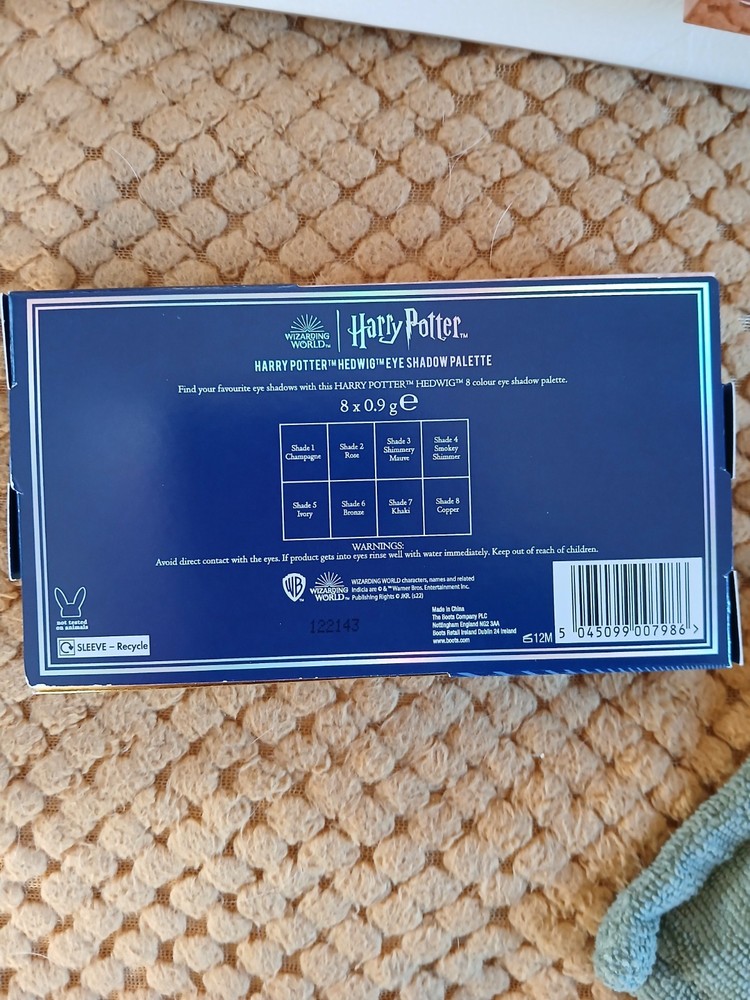 WIZARDING
WORLD™
Harry Potter™
HARRY POTTER™ HEDWIG™ EYE SHADOW PALETTE
Find your favourite eye shadows with this HARRY POTTER™ HEDWIG™ 8 colour eye shadow palette.
8 x 0.9 g℮
Shade 1
Champagne
Shade 2
Rose
Shade 3
Shimmery
Mauve
Shade 4
Smokey
Shimmer
Shade 5
Ivory
Shade 6
Bronze
Shade 7
Khaki
Shade 8
Copper
WARNINGS:
Avoid direct contact with the eyes. If product gets into eyes rinse well with water immediately. Keep out of reach of children.
not tested
on animals
SLEEVE – Recycle
WB™
WIZARDING
WORLD™
WIZARDING WORLD characters, names and related
indicia are © & ™ Warner Bros. Entertainment Inc.
Publishing Rights © JKR. (s22)
122143
Made in China
The Boots Company PLC
Nottingham England NG2 3AA
Boots Retail Ireland Dublin 24 Ireland
www.boots.com
12M
5 045099 007986 >